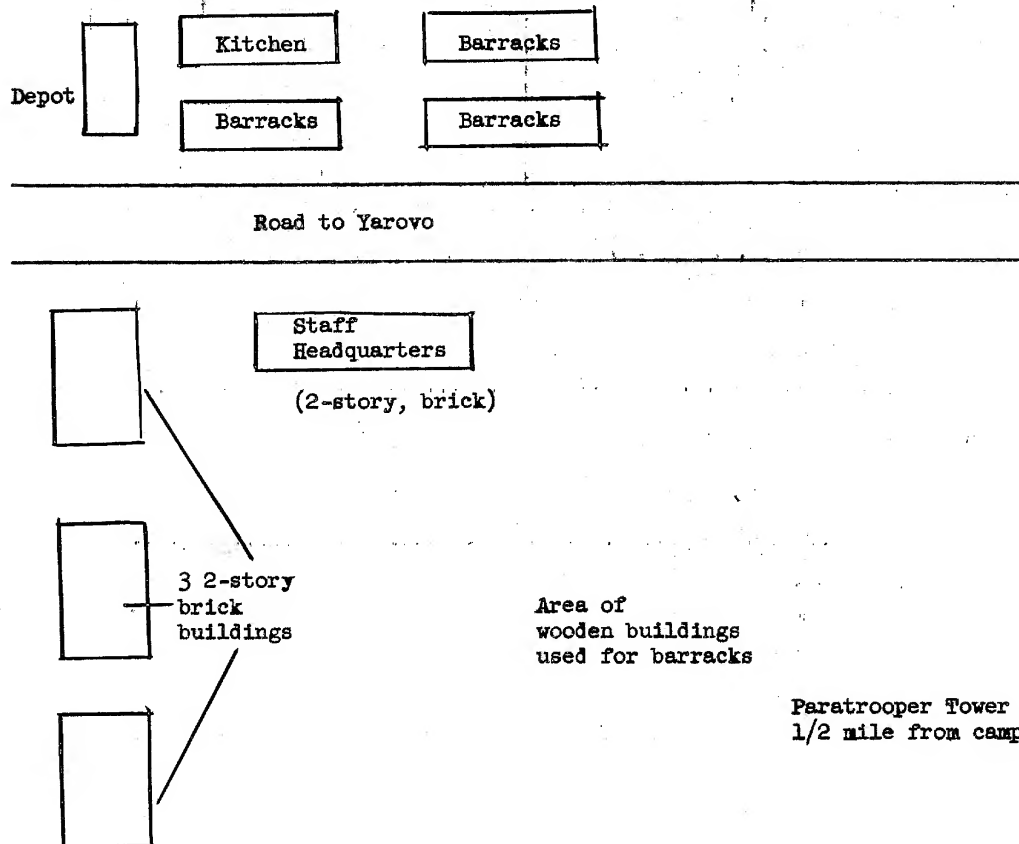 Kitchen
Barracks
Depot
Barracks
Barracks
Road to Yarovo
Staff
Headquarters
(2-story, brick)
3 2-story
brick
buildings
Area of
wooden buildings
used for barracks
Paratrooper Tower
1/2 mile from camp